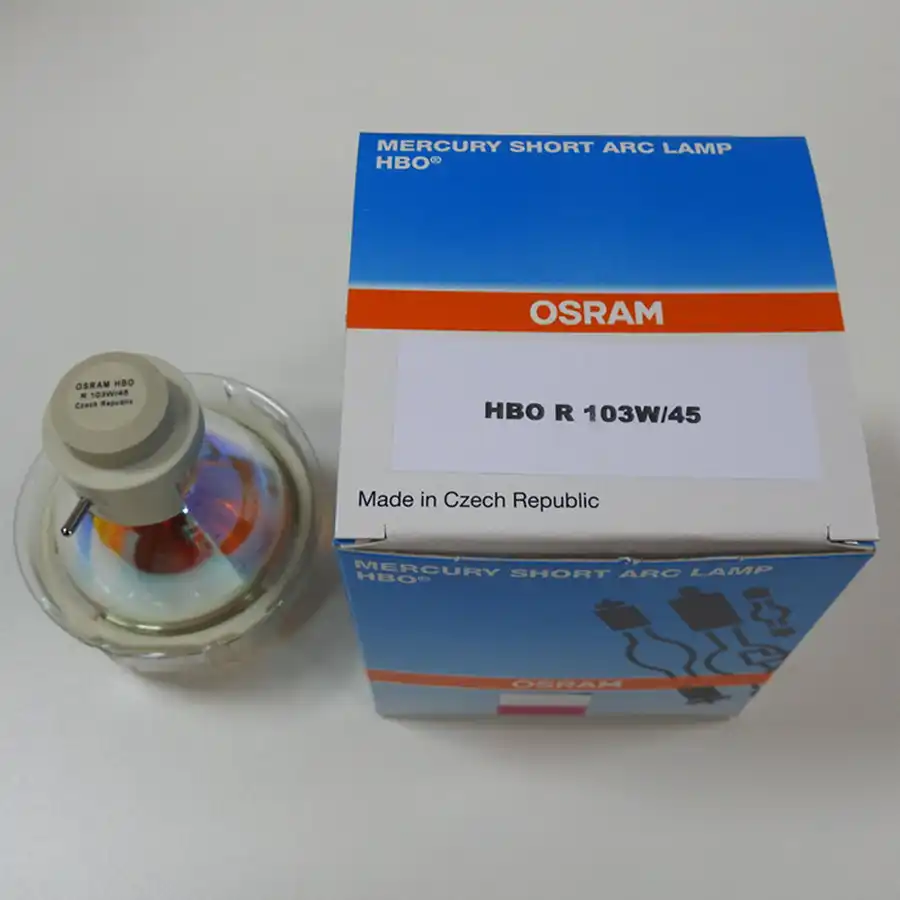 MERCURY SHORT ARC LAMP
HBO®
OSRAM
HBO R 103W/45
Made in Czech Republic
OSRAM HBO
R 103W/45
Czech Republic
MERCURY SHORT ARC LAMP
HBO®
OSRAM